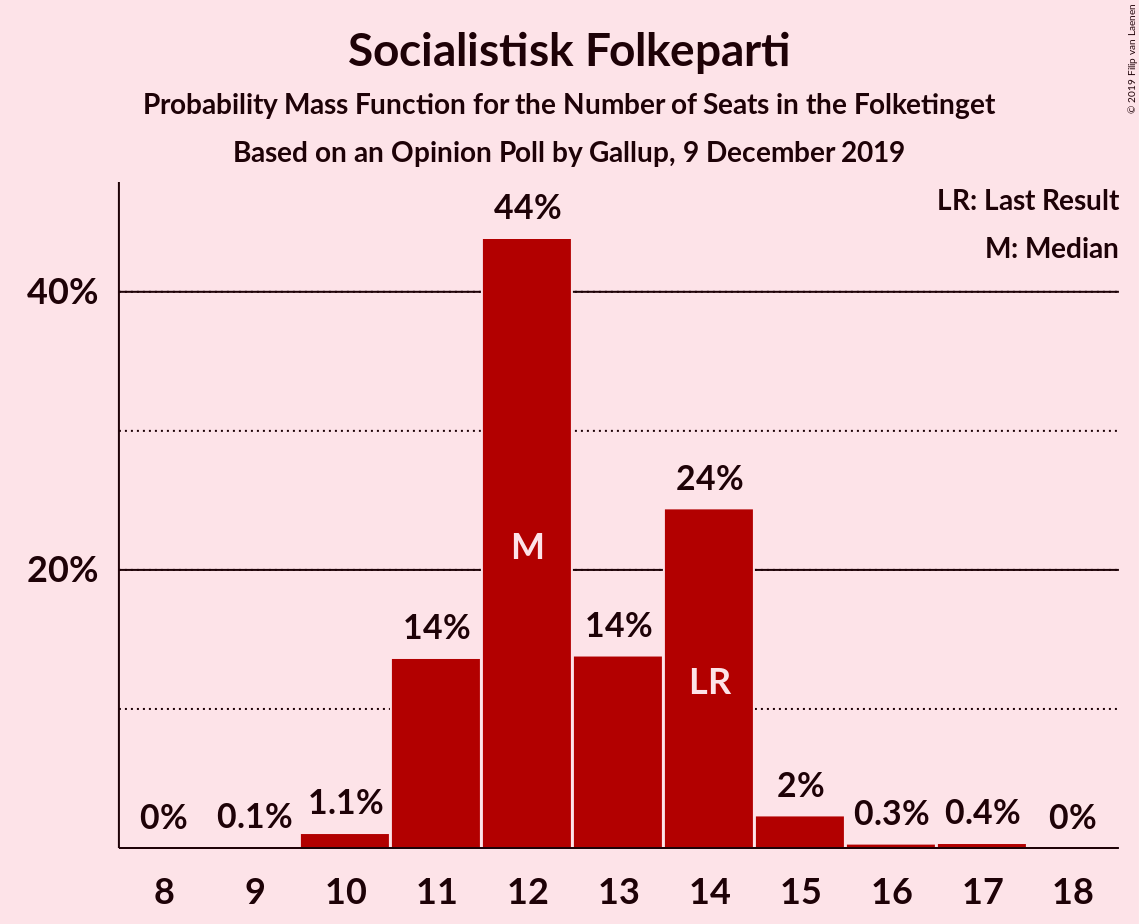 Socialistisk Folkeparti
Probability Mass Function for the Number of Seats in the Folketinget
Based on an Opinion Poll by Gallup, 9 December 2019
© 2019 Filip van Laenen
LR: Last Result
M: Median
44%
40%
24%
M
20%
14%
14%
LR
0%
0.1%
1.1%
2%
0.3%
0.4%
0%
8 9 10 11 12 13 14 15 16 17 18